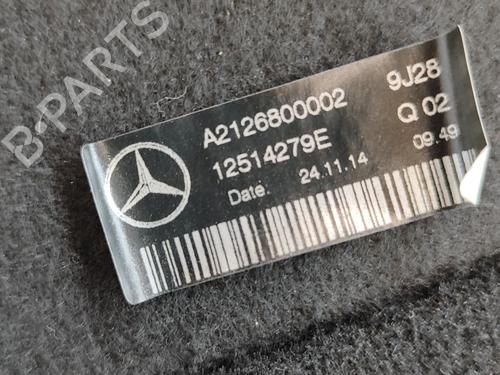 B-PARTS
A2126800002 9J28
12514279E Q 02
Date: 24.11.14 09.49